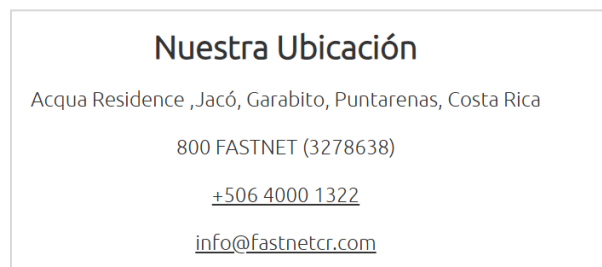 Nuestra Ubicación
Acqua Residence ,Jacó, Garabito, Puntarenas, Costa Rica
800 FASTNET (3278638)
+506 4000 1322
info@fastnetcr.com